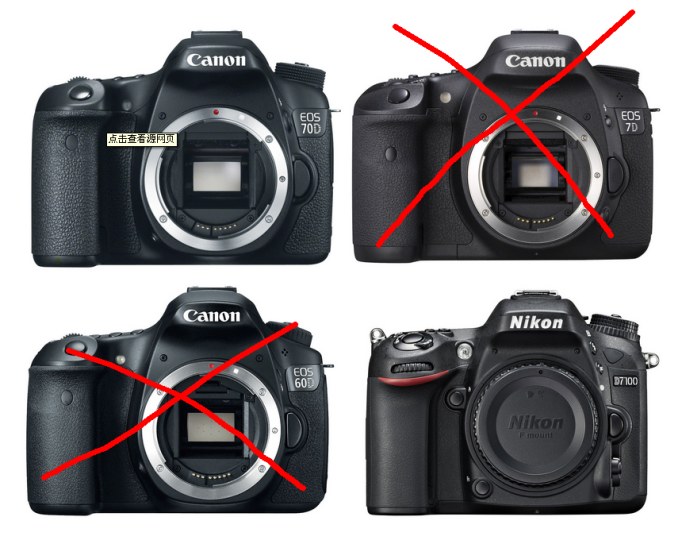 Canon
EOS
70D
点击查看源网页
Canon
EOS
7D
Canon
EOS
60D
Nikon
D7100
Nikon
F mount